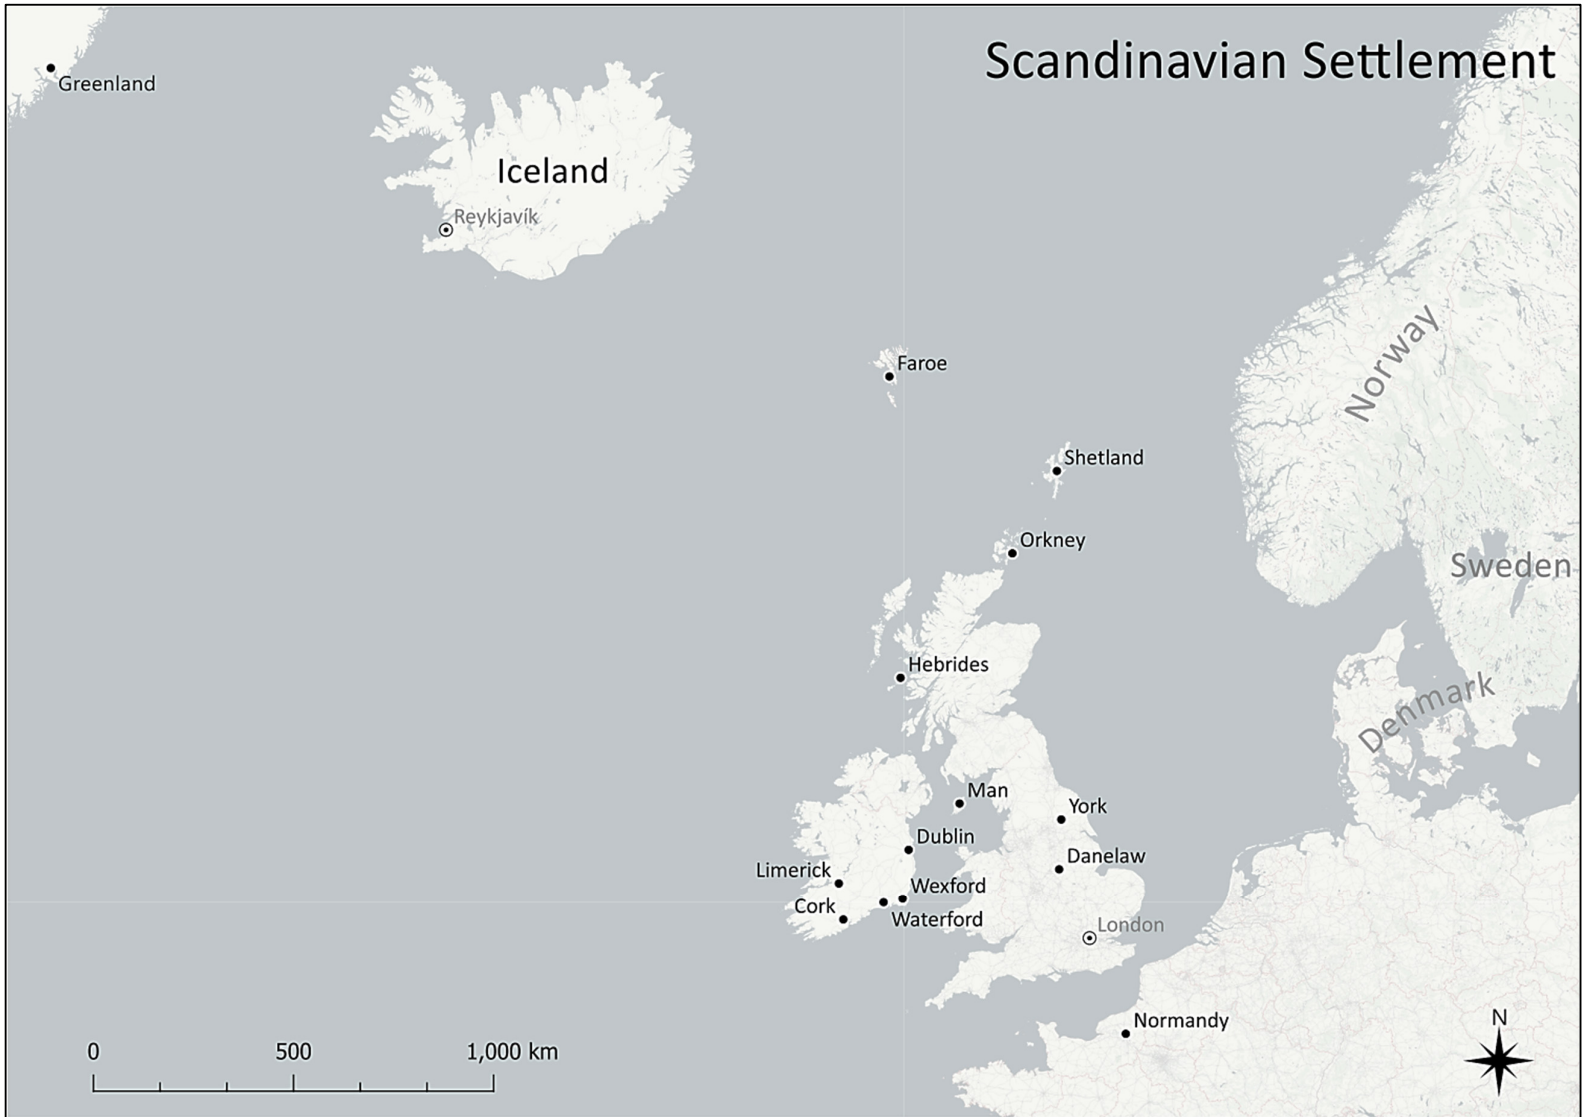 Scandinavian Settlement
Greenland
Iceland
Reykjavík
Norway
Faroe
Shetland
Orkney
Sweden
Hebrides
Denmark
Man
York
Dublin
Danelaw
Limerick
Wexford
Cork
Waterford
London
Normandy
N
0 500 1,000 km